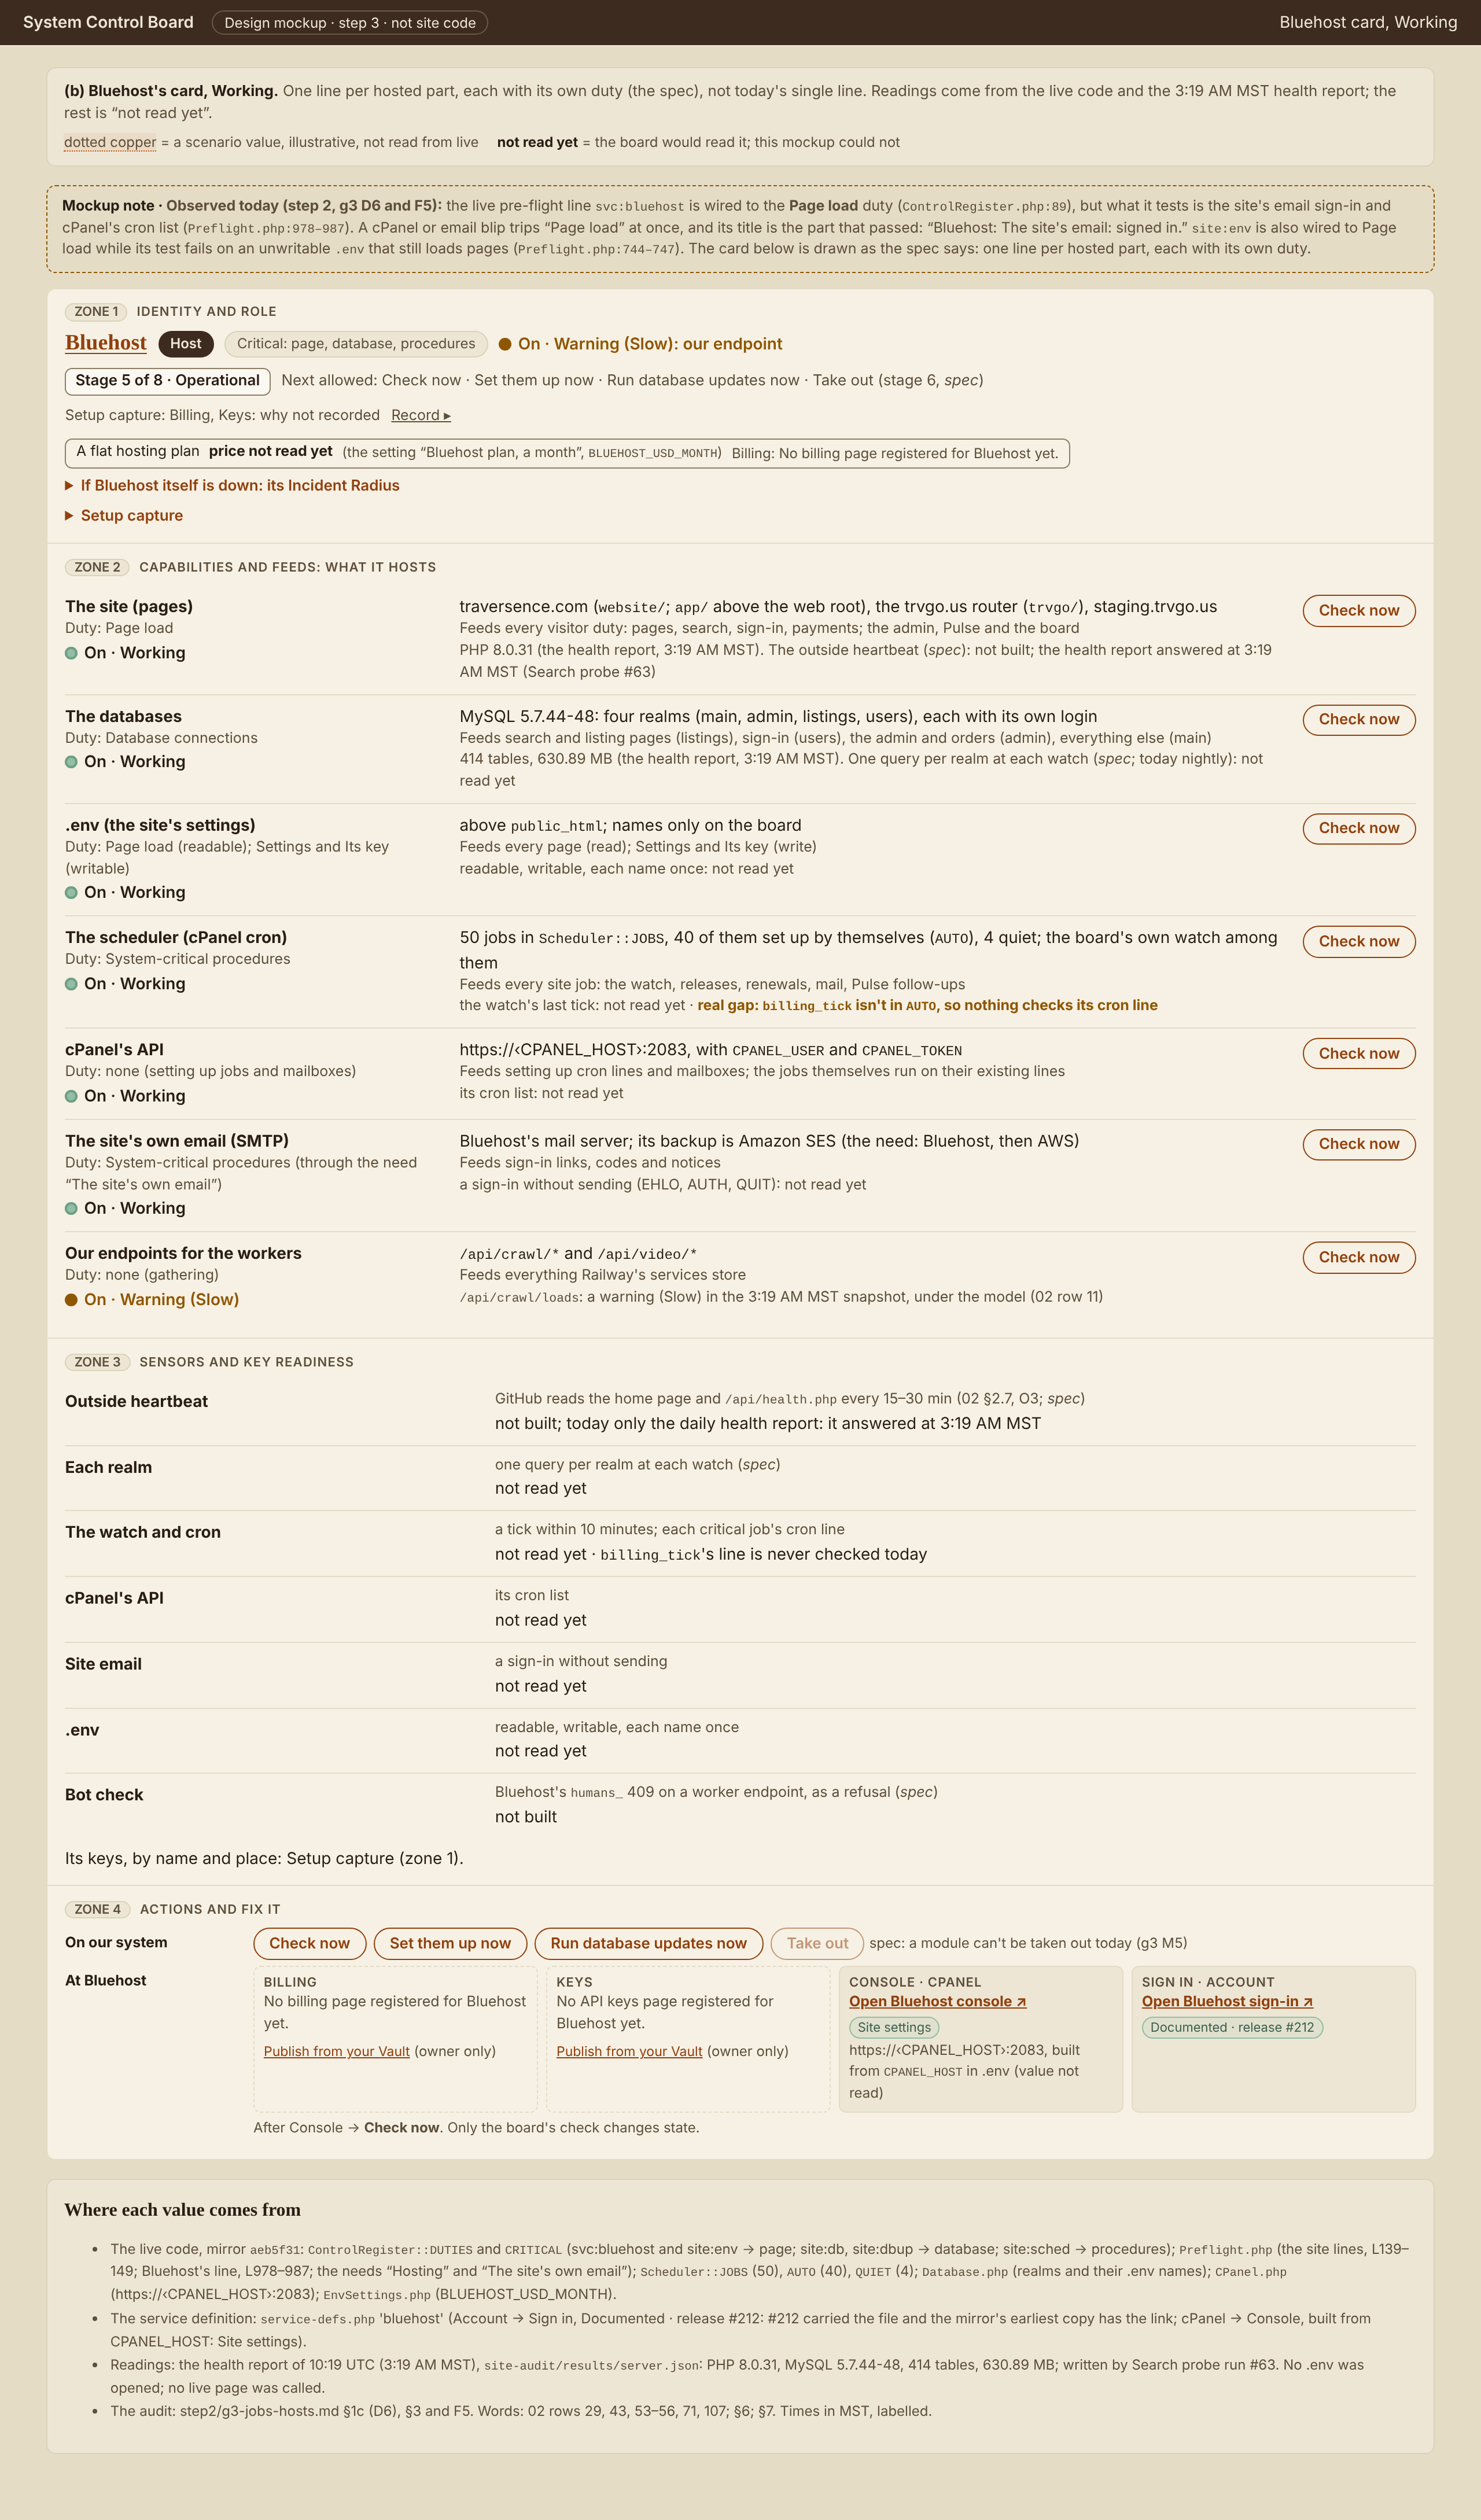 System Control Board
Design mockup · step 3 · not site code
Bluehost card, Working
(b) Bluehost's card, Working. One line per hosted part, each with its own duty (the spec), not today's single line. Readings come from the live code and the 3:19 AM MST health report; the
rest is “not read yet”.
dotted copper = a scenario value, illustrative, not read from live not read yet = the board would read it; this mockup could not
Mockup note · Observed today (step 2, g3 D6 and F5): the live pre-flight line svc:bluehost is wired to the Page load duty (ControlRegister.php:89), but what it tests is the site's email sign-in and
cPanel's cron list (Preflight.php:978–987). A cPanel or email blip trips “Page load” at once, and its title is the part that passed: “Bluehost: The site's email: signed in.” site:env is also wired to Page
load while its test fails on an unwritable .env that still loads pages (Preflight.php:744–747). The card below is drawn as the spec says: one line per hosted part, each with its own duty.
ZONE 1 IDENTITY AND ROLE
Bluehost Host Critical: page, database, procedures On · Warning (Slow): our endpoint
Stage 5 of 8 · Operational Next allowed: Check now · Set them up now · Run database updates now · Take out (stage 6, spec)
Setup capture: Billing, Keys: why not recorded Record ▸
A flat hosting plan price not read yet (the setting “Bluehost plan, a month”, BLUEHOST_USD_MONTH) Billing: No billing page registered for Bluehost yet.
▶ If Bluehost itself is down: its Incident Radius
▶ Setup capture
ZONE 2 CAPABILITIES AND FEEDS: WHAT IT HOSTS
The site (pages)
Duty: Page load
On · Working
traversence.com (website/; app/ above the web root), the trvgo.us router (trvgo/), staging.trvgo.us
Feeds every visitor duty: pages, search, sign-in, payments; the admin, Pulse and the board
PHP 8.0.31 (the health report, 3:19 AM MST). The outside heartbeat (spec): not built; the health report answered at 3:19
AM MST (Search probe #63)
Check now
The databases
Duty: Database connections
On · Working
MySQL 5.7.44-48: four realms (main, admin, listings, users), each with its own login
Feeds search and listing pages (listings), sign-in (users), the admin and orders (admin), everything else (main)
414 tables, 630.89 MB (the health report, 3:19 AM MST). One query per realm at each watch (spec; today nightly): not
read yet
Check now
.env (the site's settings)
Duty: Page load (readable); Settings and Its key
(writable)
On · Working
above public_html; names only on the board
Feeds every page (read); Settings and Its key (write)
readable, writable, each name once: not read yet
Check now
The scheduler (cPanel cron)
Duty: System-critical procedures
On · Working
50 jobs in Scheduler::JOBS, 40 of them set up by themselves (AUTO), 4 quiet; the board's own watch among
them
Feeds every site job: the watch, releases, renewals, mail, Pulse follow-ups
the watch's last tick: not read yet · real gap: billing_tick isn't in AUTO, so nothing checks its cron line
Check now
cPanel's API
Duty: none (setting up jobs and mailboxes)
On · Working
https://‹CPANEL_HOST›:2083, with CPANEL_USER and CPANEL_TOKEN
Feeds setting up cron lines and mailboxes; the jobs themselves run on their existing lines
its cron list: not read yet
Check now
The site's own email (SMTP)
Duty: System-critical procedures (through the need
“The site's own email”)
On · Working
Bluehost's mail server; its backup is Amazon SES (the need: Bluehost, then AWS)
Feeds sign-in links, codes and notices
a sign-in without sending (EHLO, AUTH, QUIT): not read yet
Check now
Our endpoints for the workers
Duty: none (gathering)
On · Warning (Slow)
/api/crawl/* and /api/video/*
Feeds everything Railway's services store
/api/crawl/loads: a warning (Slow) in the 3:19 AM MST snapshot, under the model (02 row 11)
Check now
ZONE 3 SENSORS AND KEY READINESS
Outside heartbeat
GitHub reads the home page and /api/health.php every 15–30 min (02 §2.7, O3; spec)
not built; today only the daily health report: it answered at 3:19 AM MST
Each realm
one query per realm at each watch (spec)
not read yet
The watch and cron
a tick within 10 minutes; each critical job's cron line
not read yet · billing_tick's line is never checked today
cPanel's API
its cron list
not read yet
Site email
a sign-in without sending
not read yet
.env
readable, writable, each name once
not read yet
Bot check
Bluehost's humans_ 409 on a worker endpoint, as a refusal (spec)
not built
Its keys, by name and place: Setup capture (zone 1).
ZONE 4 ACTIONS AND FIX IT
On our system Check now Set them up now Run database updates now Take out spec: a module can't be taken out today (g3 M5)
At Bluehost
BILLING
No billing page registered for Bluehost
yet.
Publish from your Vault (owner only)
KEYS
No API keys page registered for
Bluehost yet.
Publish from your Vault (owner only)
CONSOLE · CPANEL
Open Bluehost console ↗
Site settings
https://‹CPANEL_HOST›:2083, built
from CPANEL_HOST in .env (value not
read)
SIGN IN · ACCOUNT
Open Bluehost sign-in ↗
Documented · release #212
After Console → Check now. Only the board's check changes state.
Where each value comes from
• The live code, mirror aeb5f31: ControlRegister::DUTIES and CRITICAL (svc:bluehost and site:env → page; site:db, site:dbup → database; site:sched → procedures); Preflight.php (the site lines, L139–
149; Bluehost's line, L978–987; the needs “Hosting” and “The site's own email”); Scheduler::JOBS (50), AUTO (40), QUIET (4); Database.php (realms and their .env names); CPanel.php
(https://‹CPANEL_HOST›:2083); EnvSettings.php (BLUEHOST_USD_MONTH).
• The service definition: service-defs.php 'bluehost' (Account → Sign in, Documented · release #212: #212 carried the file and the mirror's earliest copy has the link; cPanel → Console, built from
CPANEL_HOST: Site settings).
• Readings: the health report of 10:19 UTC (3:19 AM MST), site-audit/results/server.json: PHP 8.0.31, MySQL 5.7.44-48, 414 tables, 630.89 MB; written by Search probe run #63. No .env was
opened; no live page was called.
• The audit: step2/g3-jobs-hosts.md §1c (D6), §3 and F5. Words: 02 rows 29, 43, 53–56, 71, 107; §6; §7. Times in MST, labelled.